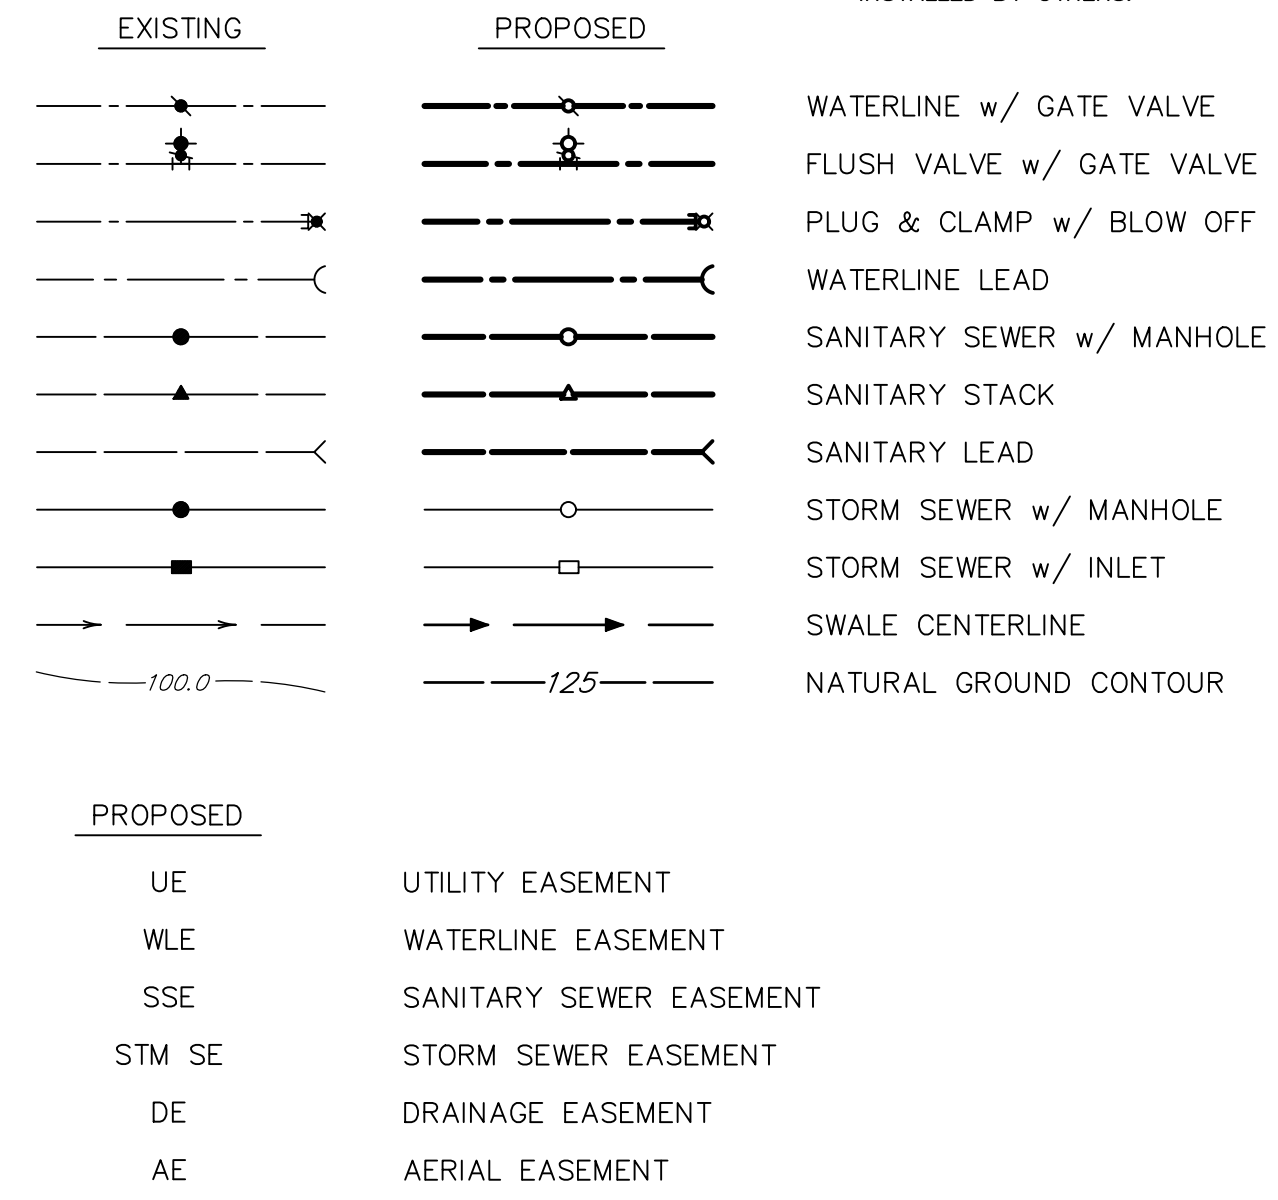 EXISTING PROPOSED
WATERLINE w/ GATE VALVE
FLUSH VALVE w/ GATE VALVE
PLUG & CLAMP w/ BLOW OFF
WATERLINE LEAD
SANITARY SEWER w/ MANHOLE
SANITARY STACK
SANITARY LEAD
STORM SEWER w/ MANHOLE
STORM SEWER w/ INLET
SWALE CENTERLINE
100.0 125 NATURAL GROUND CONTOUR
PROPOSED
UE UTILITY EASEMENT
WLE WATERLINE EASEMENT
SSE SANITARY SEWER EASEMENT
STM SE STORM SEWER EASEMENT
DE DRAINAGE EASEMENT
AE AERIAL EASEMENT